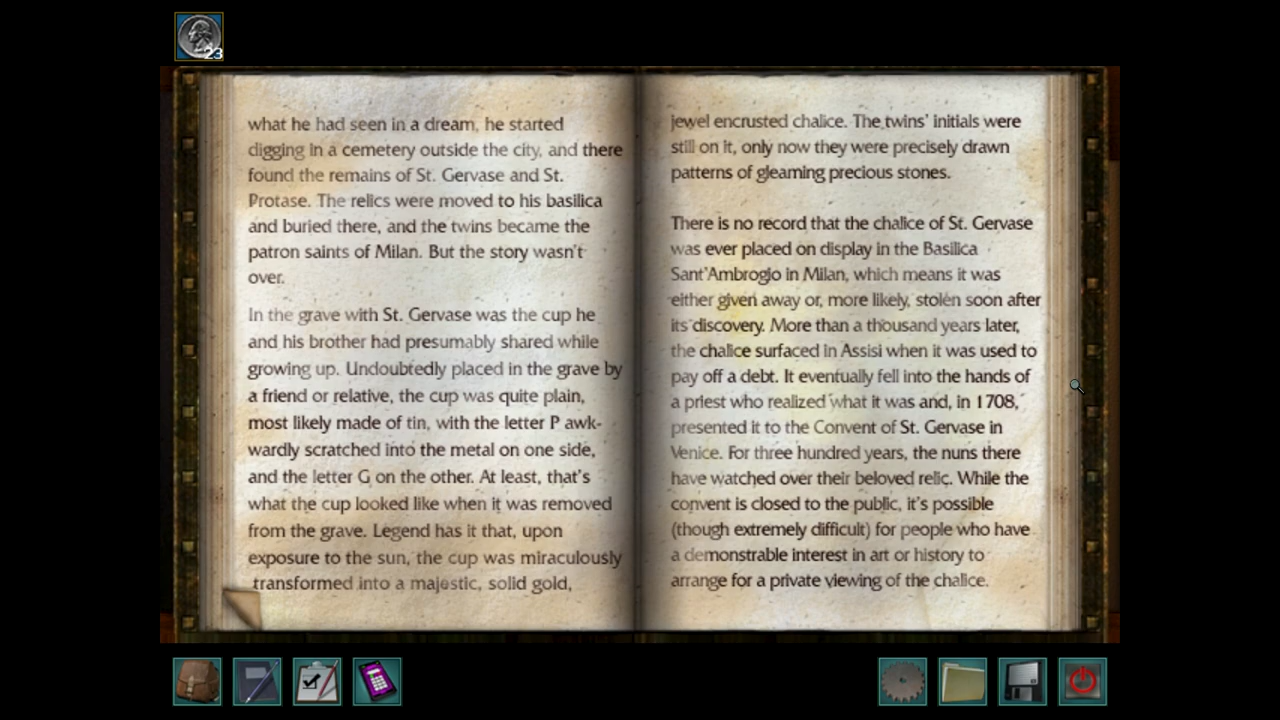 23
what he had seen in a dream, he started
digging in a cemetery outside the city, and there
found the remains of St. Gervase and St.
Protase. The relics were moved to his basilica
and buried there, and the twins became the
patron saints of Milan. But the story wasn't
over.
In the grave with St. Gervase was the cup he
and his brother had presumably shared while
growing up. Undoubtedly placed in the grave by
a friend or relative, the cup was quite plain,
most likely made of tin, with the letter P awk-
wardly scratched into the metal on one side,
and the letter G on the other. At least, that's
what the cup looked like when it was removed
from the grave. Legend has it that, upon
exposure to the sun, the cup was miraculously
transformed into a majestic, solid gold,
jewel encrusted chalice. The twins' initials were
still on it, only now they were precisely drawn
patterns of gleaming precious stones.
There is no record that the chalice of St. Gervase
was ever placed on display in the Basilica
Sant'Ambrogio in Milan, which means it was
either given away or, more likely, stolen soon after
its discovery. More than a thousand years later,
the chalice surfaced in Assisi when it was used to
pay off a debt. It eventually fell into the hands of
a priest who realized what it was and, in 1708,
presented it to the Convent of St. Gervase in
Venice. For three hundred years, the nuns there
have watched over their beloved relic. While the
convent is closed to the public, it's possible
(though extremely difficult) for people who have
a demonstrable interest in art or history to
arrange for a private viewing of the chalice.